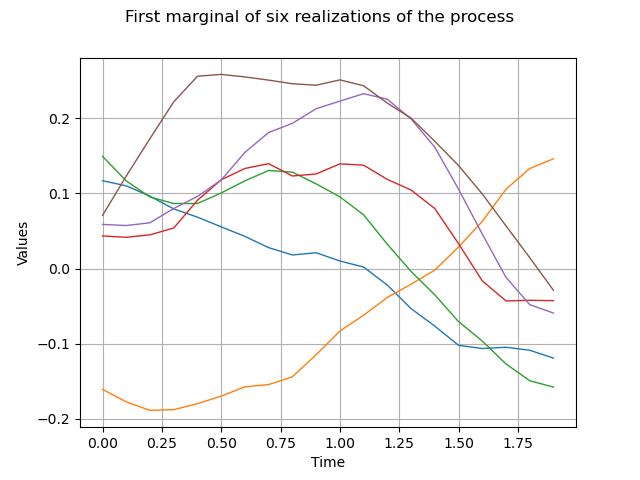 First marginal of six realizations of the process
Values
0.2
0.1
0.0
−0.1
−0.2
0.00 0.25 0.50 0.75 1.00 1.25 1.50 1.75
Time